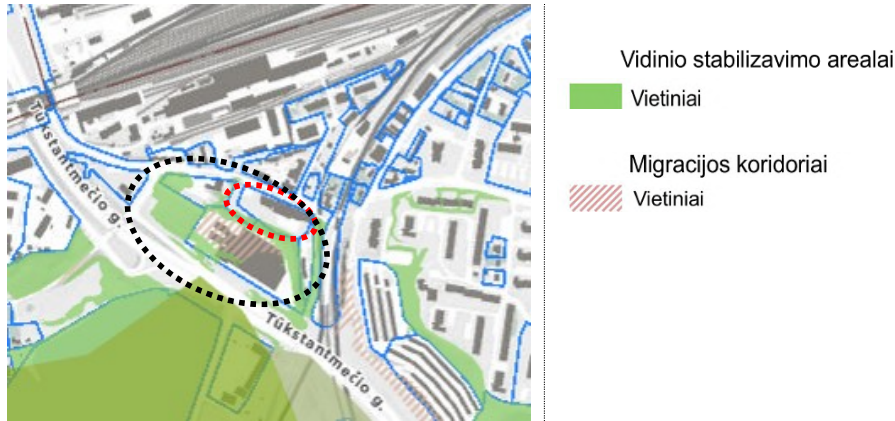 Tūkstantmečio g.
Tūkstantmečio g.
Vidinio stabilizavimo arealai
Vietiniai
Migracijos koridoriai
Vietiniai